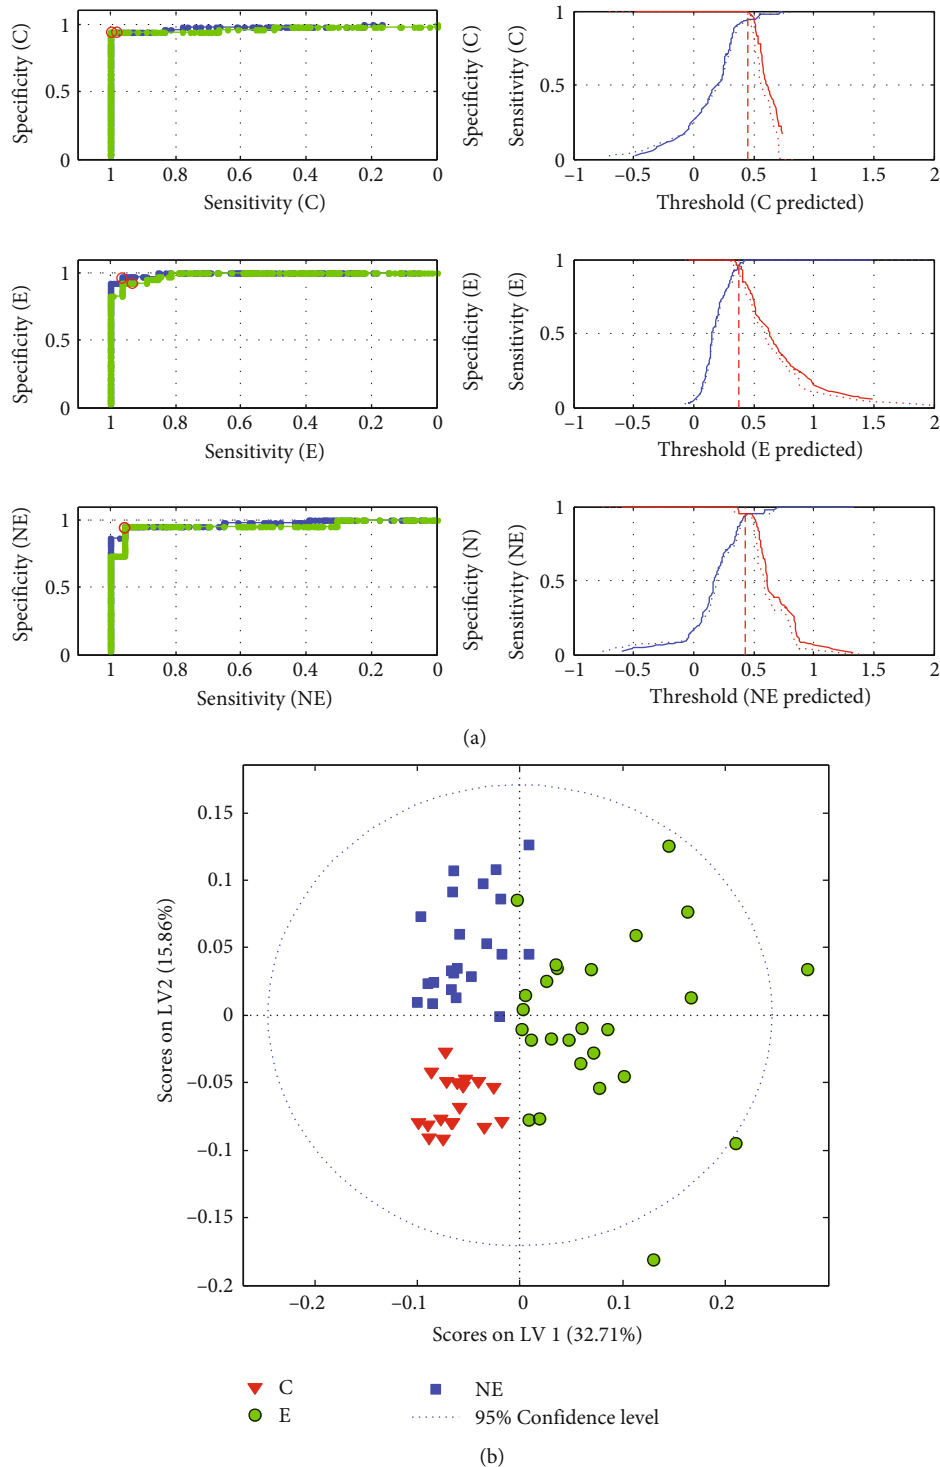 Specificity (C)
1
0.5
0
1 0.8 0.6 0.4 0.2 0
Sensitivity (C)
Specificity (C)
Sensitivity (C)
1
0.5
0
−1 −0.5 0 0.5 1 1.5 2
Threshold (C predicted)
Specificity (E)
1
0.5
0
1 0.8 0.6 0.4 0.2 0
Sensitivity (E)
Specificity (E)
Sensitivity (E)
1
0.5
0
−1 −0.5 0 0.5 1 1.5 2
Threshold (E predicted)
Specificity (NE)
1
0.5
0
1 0.8 0.6 0.4 0.2 0
Sensitivity (NE)
Specificity (N)
Sensitivity (NE)
1
0.5
0
−1 −0.5 0 0.5 1 1.5 2
Threshold (NE predicted)
(a)
Scores on LV2 (15.86%)
0.15
0.1
0.05
0
−0.05
−0.1
−0.15
−0.2
−0.2 −0.1 0 0.1 0.2
Scores on LV 1 (32.71%)
C
E
NE
95% Confidence level
(b)